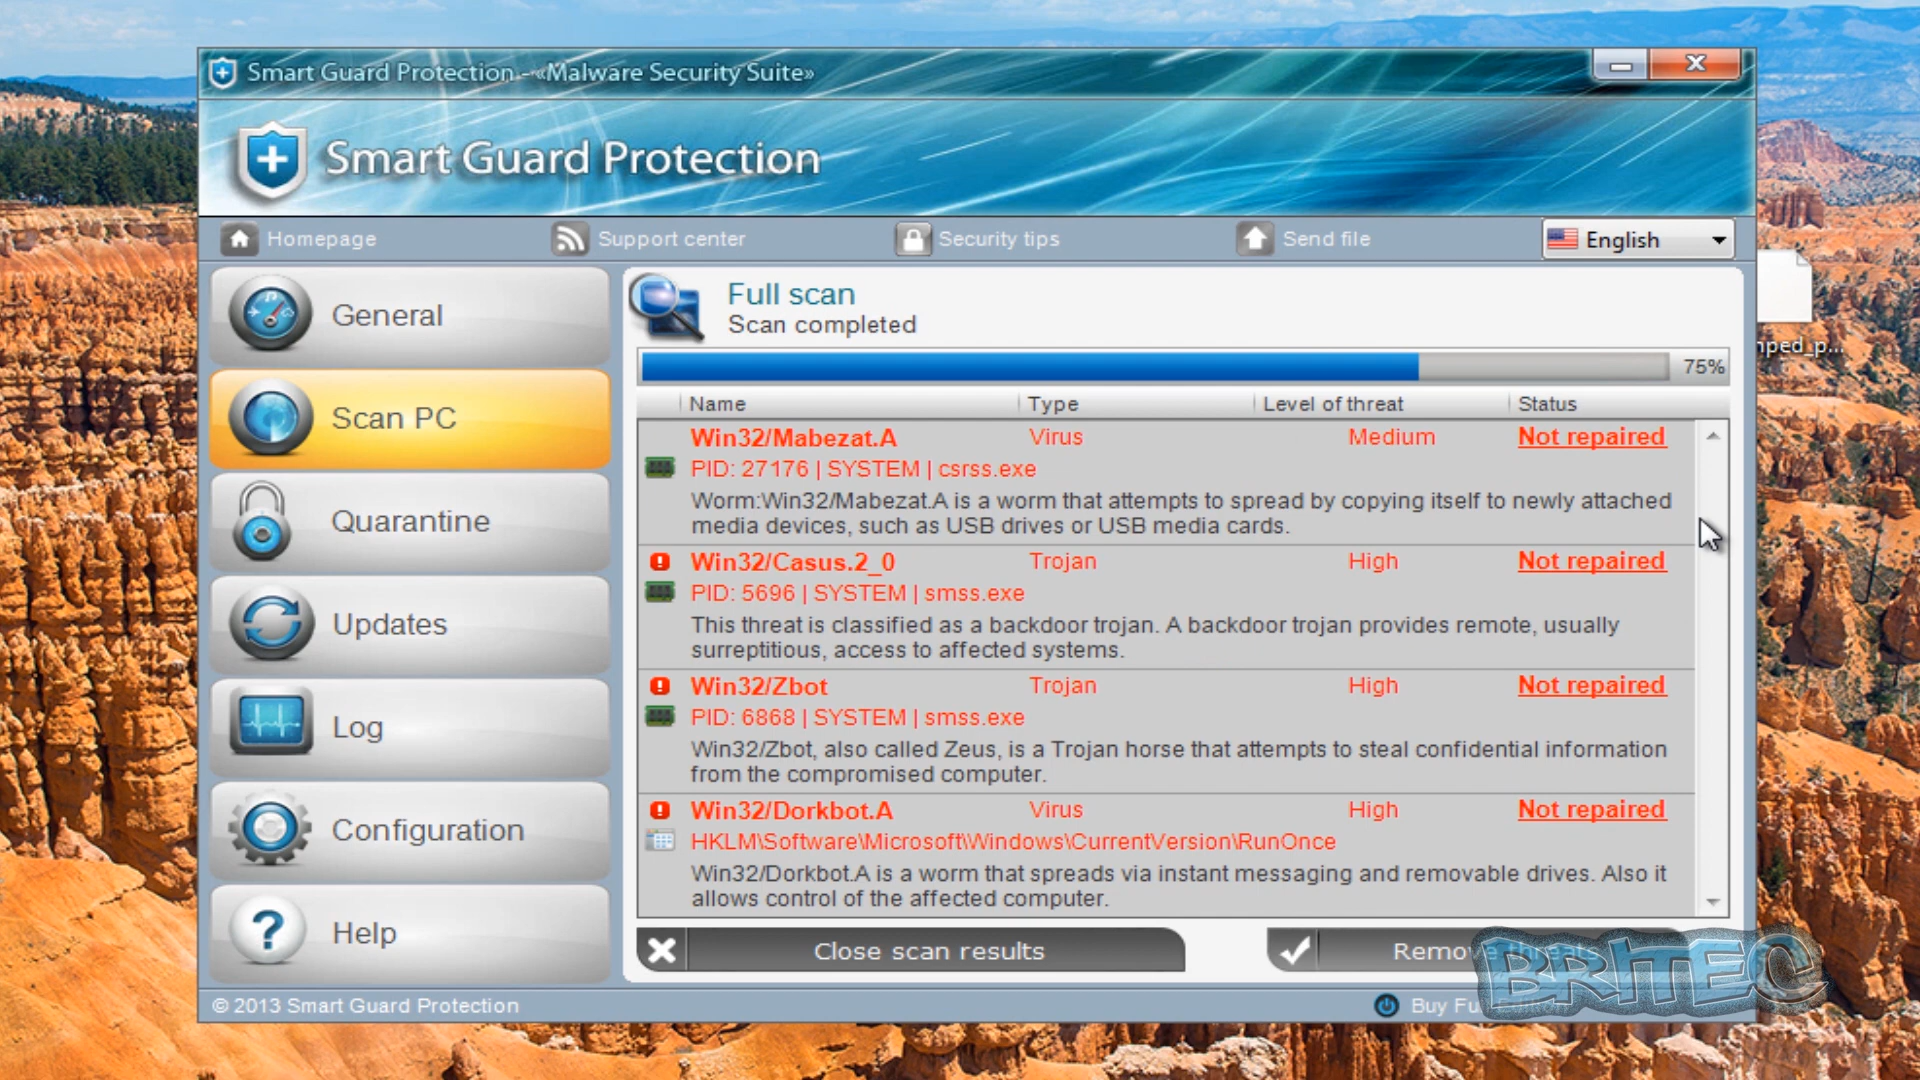 Smart Guard Protection - «Malware Security Suite»
Smart Guard Protection
Homepage
Support center
Security tips
Send file
English
General
Scan PC
Quarantine
Updates
Log
Configuration
Help
Full scan
Scan completed
75%
Name Type Level of threat Status
Win32/Mabezat.A Virus Medium Not repaired
PID: 27176 | SYSTEM | csrss.exe
Worm:Win32/Mabezat.A is a worm that attempts to spread by copying itself to newly attached
media devices, such as USB drives or USB media cards.
Win32/Casus.2_0 Trojan High Not repaired
PID: 5696 | SYSTEM | smss.exe
This threat is classified as a backdoor trojan. A backdoor trojan provides remote, usually
surreptitious, access to affected systems.
Win32/Zbot Trojan High Not repaired
PID: 6868 | SYSTEM | smss.exe
Win32/Zbot, also called Zeus, is a Trojan horse that attempts to steal confidential information
from the compromised computer.
Win32/Dorkbot.A Virus High Not repaired
HKLM\Software\Microsoft\Windows\CurrentVersion\RunOnce
Win32/Dorkbot.A is a worm that spreads via instant messaging and removable drives. Also it
allows control of the affected computer.
Close scan results
Remove threats
BRITEC
© 2013 Smart Guard Protection
Buy